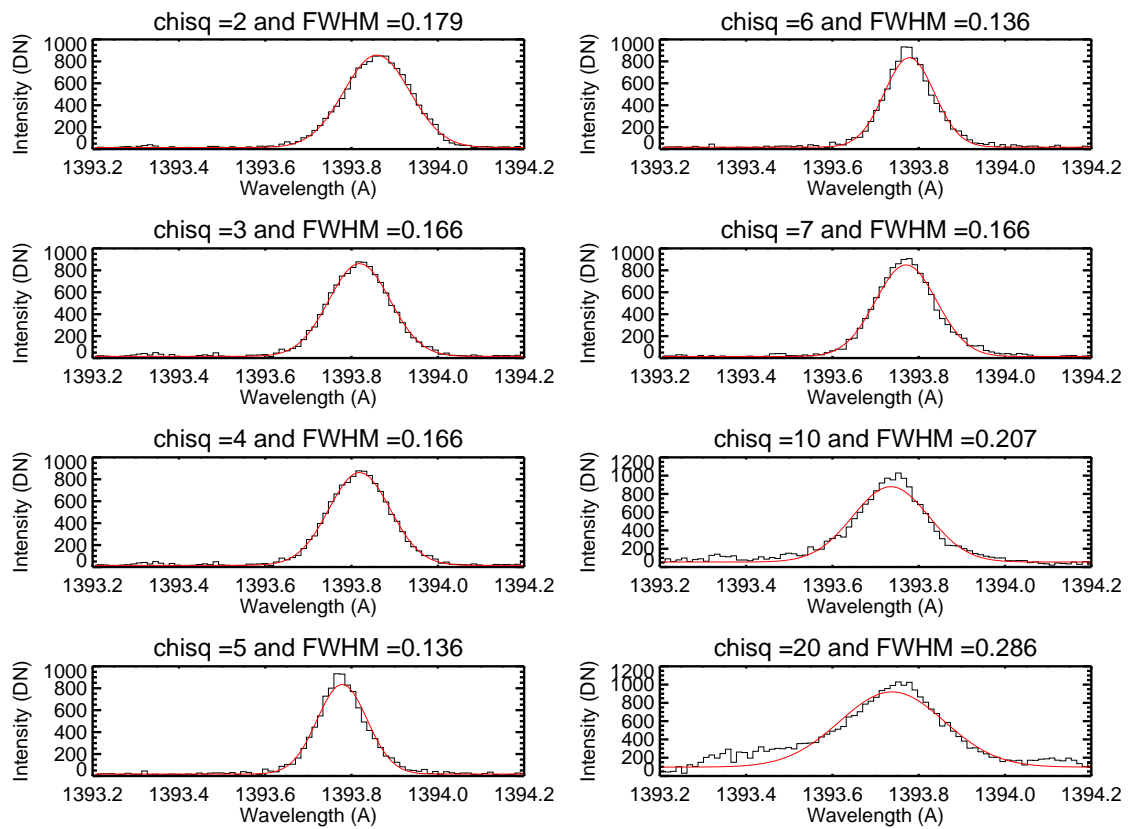 chisq =2 and FWHM =0.179
Intensity (DN)
1000
800
600
400
200
0
1393.2 1393.4 1393.6 1393.8 1394.0 1394.2
Wavelength (A)
chisq =6 and FWHM =0.136
Intensity (DN)
1000
800
600
400
200
0
1393.2 1393.4 1393.6 1393.8 1394.0 1394.2
Wavelength (A)
chisq =3 and FWHM =0.166
Intensity (DN)
1000
800
600
400
200
0
1393.2 1393.4 1393.6 1393.8 1394.0 1394.2
Wavelength (A)
chisq =7 and FWHM =0.166
Intensity (DN)
1000
800
600
400
200
0
1393.2 1393.4 1393.6 1393.8 1394.0 1394.2
Wavelength (A)
chisq =4 and FWHM =0.166
Intensity (DN)
1000
800
600
400
200
0
1393.2 1393.4 1393.6 1393.8 1394.0 1394.2
Wavelength (A)
chisq =10 and FWHM =0.207
Intensity (DN)
1200
1000
800
600
400
200
0
1393.2 1393.4 1393.6 1393.8 1394.0 1394.2
Wavelength (A)
chisq =5 and FWHM =0.136
Intensity (DN)
1000
800
600
400
200
0
1393.2 1393.4 1393.6 1393.8 1394.0 1394.2
Wavelength (A)
chisq =20 and FWHM =0.286
Intensity (DN)
1200
1000
800
600
400
200
0
1393.2 1393.4 1393.6 1393.8 1394.0 1394.2
Wavelength (A)